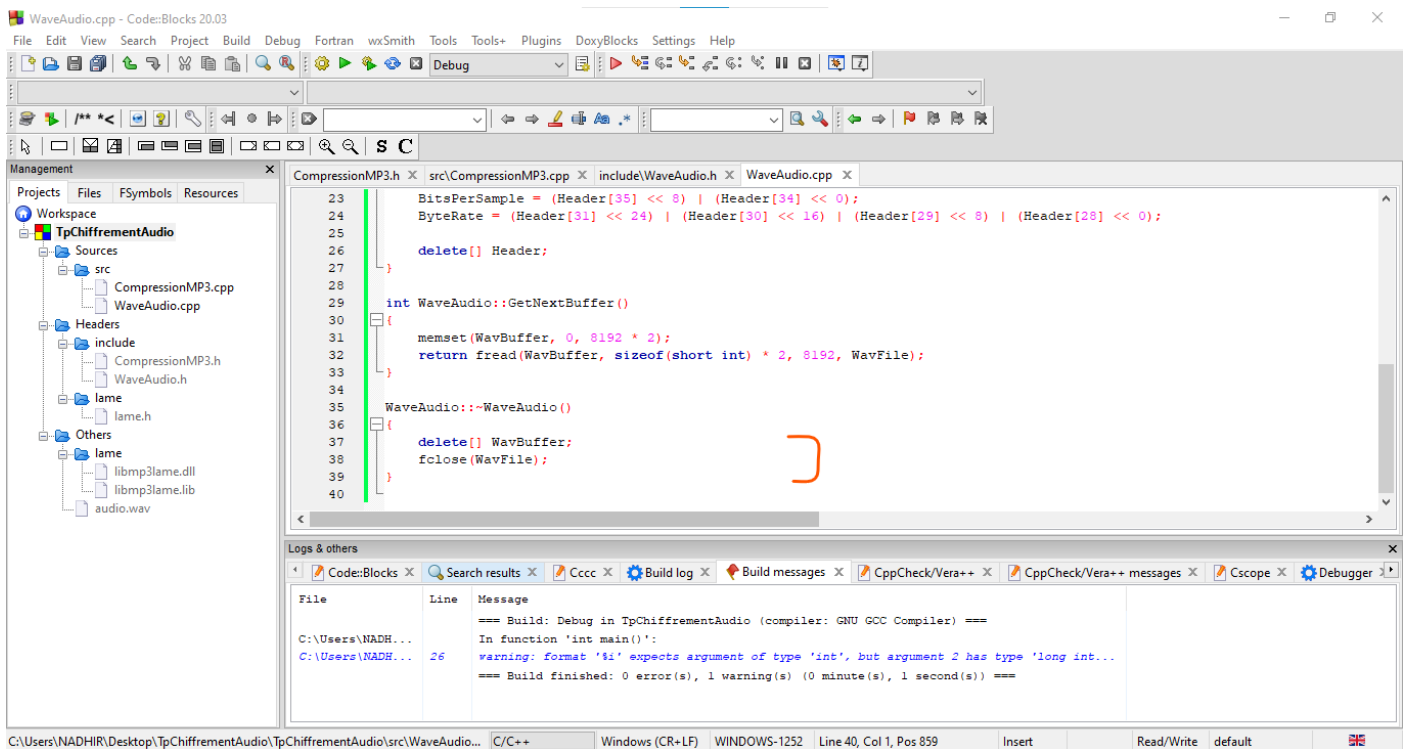 WaveAudio.cpp - Code::Blocks 20.03
File Edit View Search Project Build Debug Fortran wxSmith Tools Tools+ Plugins DoxyBlocks Settings Help
Debug
/** *<
S C
Management
Projects Files FSymbols Resources
Workspace
TpChiffrementAudio
Sources
src
CompressionMP3.cpp
WaveAudio.cpp
Headers
include
CompressionMP3.h
WaveAudio.h
lame
lame.h
Others
lame
libmp3lame.dll
libmp3lame.lib
audio.wav
CompressionMP3.h X src\CompressionMP3.cpp X include\WaveAudio.h X WaveAudio.cpp X
23 BitsPerSample = (Header[35] << 8) | (Header[34] << 0);
24 ByteRate = (Header[31] << 24) | (Header[30] << 16) | (Header[29] << 8) | (Header[28] << 0);
25
26 delete[] Header;
27 }
28
29 int WaveAudio::GetNextBuffer()
30 {
31 memset(WavBuffer, 0, 8192 * 2);
32 return fread(WavBuffer, sizeof(short int) * 2, 8192, WavFile);
33 }
34
35 WaveAudio::~WaveAudio()
36 {
37 delete[] WavBuffer;
38 fclose(WavFile);
39 }
40
Logs & others
Code::Blocks X Search results X Cccc X Build log X Build messages X CppCheck/Vera++ X CppCheck/Vera++ messages X Cscope X Debugger
File Line Message
=== Build: Debug in TpChiffrementAudio (compiler: GNU GCC Compiler) ===
C:\Users\NADH... In function 'int main()':
C:\Users\NADH... 26 warning: format '%i' expects argument of type 'int', but argument 2 has type 'long int...
=== Build finished: 0 error(s), 1 warning(s) (0 minute(s), 1 second(s)) ===
C:\Users\NADHIR\Desktop\TpChiffrementAudio\TpChiffrementAudio\src\WaveAudio... C/C++ Windows (CR+LF) WINDOWS-1252 Line 40, Col 1, Pos 859 Insert Read/Write default